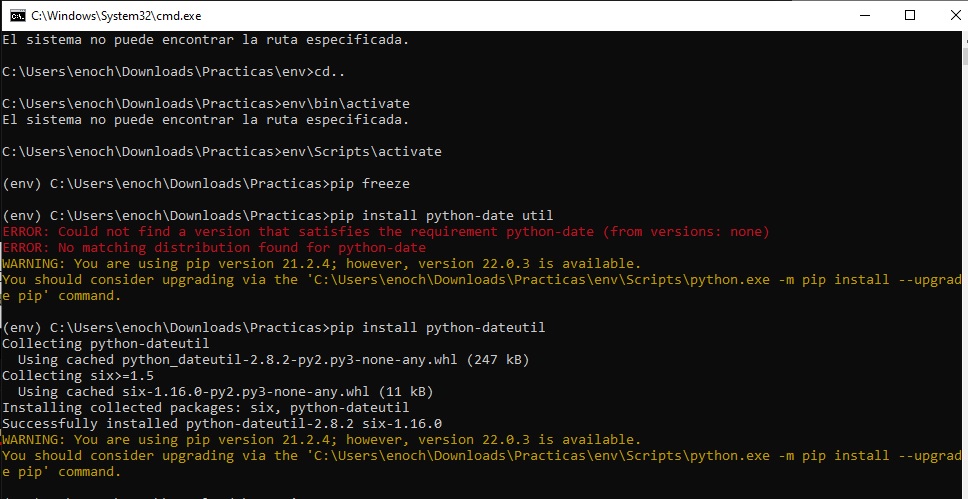 C:\Windows\System32\cmd.exe
El sistema no puede encontrar la ruta especificada.
C:\Users\enoch\Downloads\Practicas\env>cd..
C:\Users\enoch\Downloads\Practicas>env\bin\activate
El sistema no puede encontrar la ruta especificada.
C:\Users\enoch\Downloads\Practicas>env\Scripts\activate
(env) C:\Users\enoch\Downloads\Practicas>pip freeze
(env) C:\Users\enoch\Downloads\Practicas>pip install python-date util
ERROR: Could not find a version that satisfies the requirement python-date (from versions: none)
ERROR: No matching distribution found for python-date
WARNING: You are using pip version 21.2.4; however, version 22.0.3 is available.
You should consider upgrading via the 'C:\Users\enoch\Downloads\Practicas\env\Scripts\python.exe -m pip install --upgrad
e pip' command.
(env) C:\Users\enoch\Downloads\Practicas>pip install python-dateutil
Collecting python-dateutil
  Using cached python_dateutil-2.8.2-py2.py3-none-any.whl (247 kB)
Collecting six>=1.5
  Using cached six-1.16.0-py2.py3-none-any.whl (11 kB)
Installing collected packages: six, python-dateutil
Successfully installed python-dateutil-2.8.2 six-1.16.0
WARNING: You are using pip version 21.2.4; however, version 22.0.3 is available.
You should consider upgrading via the 'C:\Users\enoch\Downloads\Practicas\env\Scripts\python.exe -m pip install --upgrad
e pip' command.